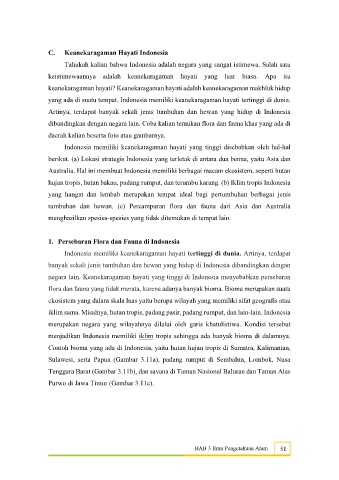 C. Keanekaragaman Hayati Indonesia
Tahukah kalian bahwa Indonesia adalah negara yang sangat istimewa. Salah satu
keistimewaannya adalah keanekaragaman hayati yang luar biasa. Apa itu
keanekaragaman hayati? Keanekaragaman hayati adalah keanekaragaman makhluk hidup
yang ada di suatu tempat. Indonesia memiliki keanekaragaman hayati tertinggi di dunia.
Artinya, terdapat banyak sekali jenis tumbuhan dan hewan yang hidup di Indonesia
dibandingkan dengan negara lain. Coba kalian temukan flora dan fauna khas yang ada di
daerah kalian beserta foto atau gambarnya.
Indonesia memiliki keanekaragaman hayati yang tinggi disebabkan oleh hal-hal
berikut. (a) Lokasi strategis Indonesia yang terletak di antara dua benua, yaitu Asia dan
Australia. Hal ini membuat Indonesia memiliki berbagai macam ekosistem, seperti hutan
hujan tropis, hutan bakau, padang rumput, dan terumbu karang. (b) Iklim tropis Indonesia
yang hangat dan lembab merupakan tempat ideal bagi pertumbuhan berbagai jenis
tumbuhan dan hewan. (c) Percampuran flora dan fauna dari Asia dan Australia
menghasilkan spesies-spesies yang tidak ditemukan di tempat lain.
1. Persebaran Flora dan Fauna di Indonesia
Indonesia memiliki keanekaragaman hayati tertinggi di dunia. Artinya, terdapat
banyak sekali jenis tumbuhan dan hewan yang hidup di Indonesia dibandingkan dengan
negara lain. Keanekaragaman hayati yang tinggi di Indonesia menyebabkan persebaran
flora dan fauna yang tidak merata, karena adanya banyak bioma. Bioma merupakan suatu
ekosistem yang dalam skala luas yaitu berupa wilayah yang memiliki sifat geografis atau
iklim sama. Misalnya, hutan tropis, padang pasir, padang rumput, dan lain-lain. Indonesia
merupakan negara yang wilayahnya dilalui oleh garis khatulistiwa. Kondisi tersebut
menjadikan Indonesia memiliki iklim tropis sehingga ada banyak bioma di dalamnya.
Contoh bioma yang ada di Indonesia, yaitu hutan hujan tropis di Sumatra, Kalimantan,
Sulawesi, serta Papua (Gambar 3.11a), padang rumput di Sembalun, Lombok, Nusa
Tenggara Barat (Gambar 3.11b), dan savana di Taman Nasional Baluran dan Taman Alas
Purwo di Jawa Timur (Gambar 3.11c).
BAB 3 Ilmu Pengetahuan Alam 51